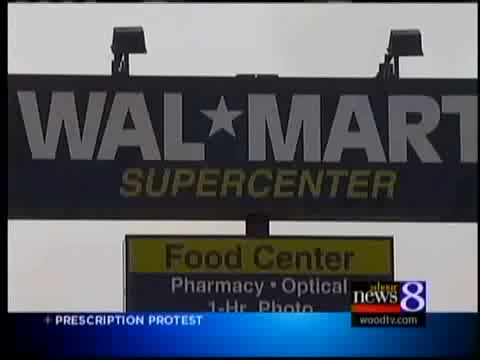 WAL★MART
SUPERCENTER
Food Center
Pharmacy • Optical
1-Hr. Photo
news 8
woodtv.com
+ PRESCRIPTION PROTEST